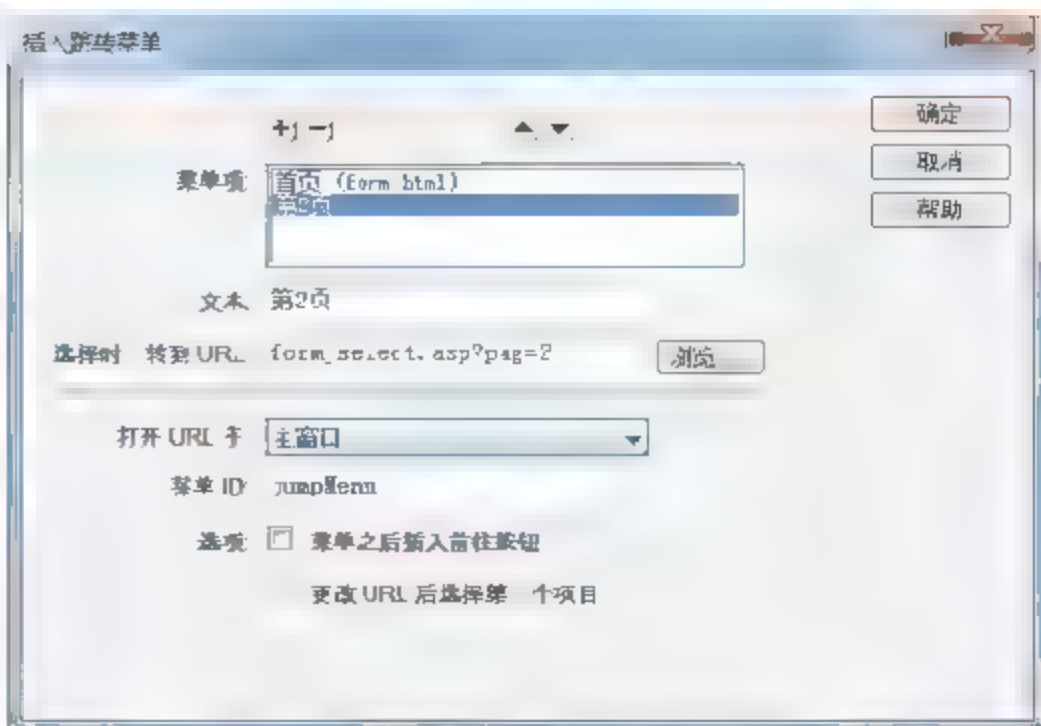 插入跳转菜单
确定
取消
帮助
菜单项
首页 (form html)
第2页
文本 第2页
选择时 转到 URL form_select.asp?pag=2 浏览
打开 URL 于 主窗口
菜单 ID jumpMenu
选项 菜单之后插入前往按钮
更改 URL 后选择第 个项目